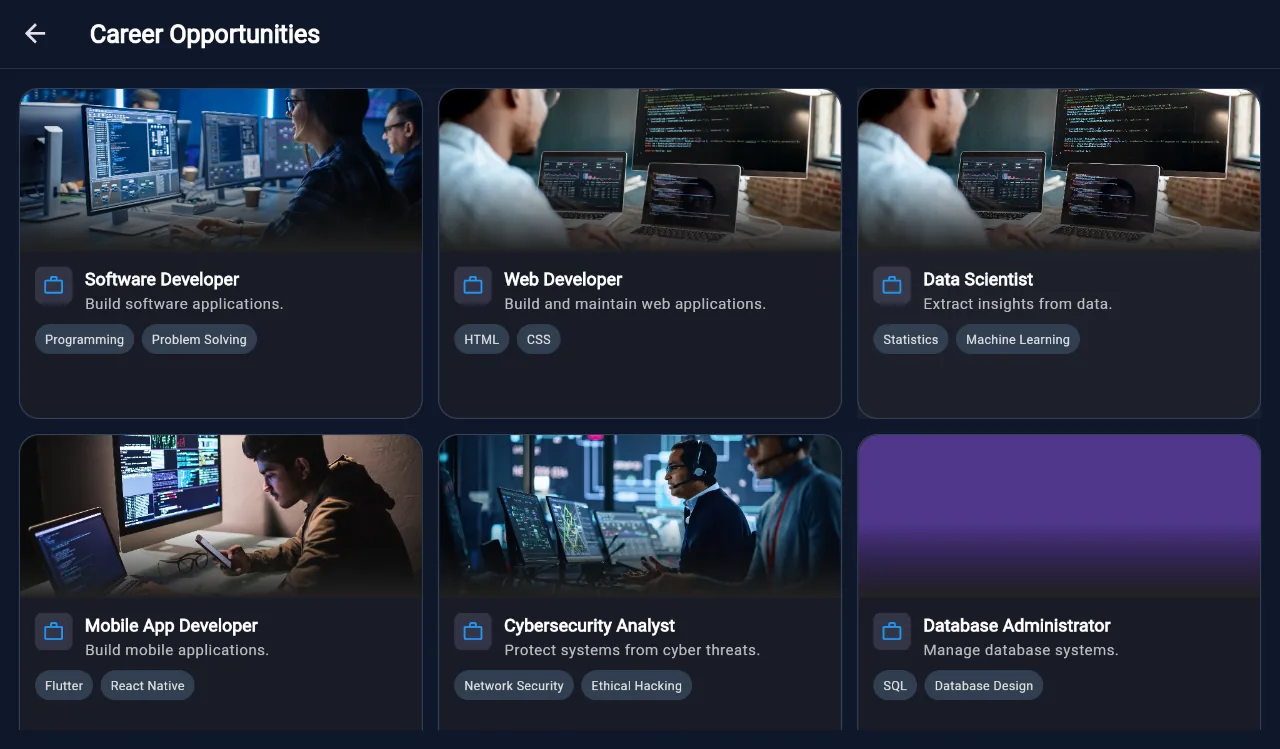 Career Opportunities
Software Developer
Build software applications.
Programming
Problem Solving
Web Developer
Build and maintain web applications.
HTML
CSS
Data Scientist
Extract insights from data.
Statistics
Machine Learning
Mobile App Developer
Build mobile applications.
Flutter
React Native
Cybersecurity Analyst
Protect systems from cyber threats.
Network Security
Ethical Hacking
Database Administrator
Manage database systems.
SQL
Database Design